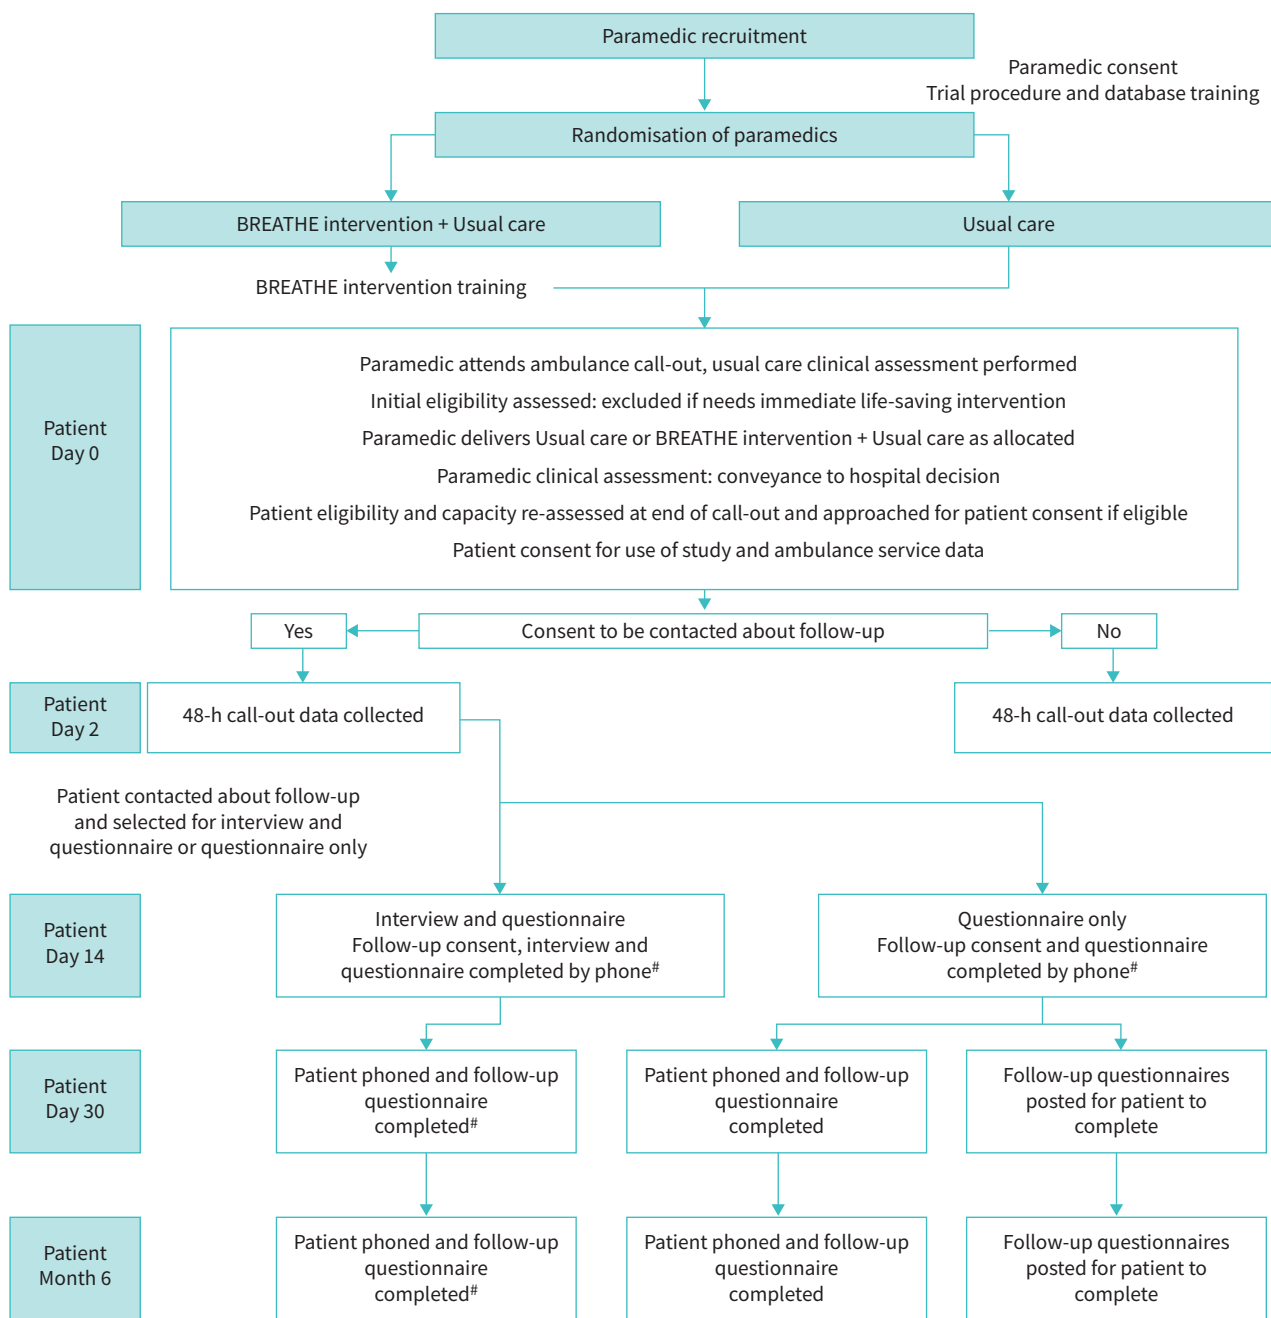 Paramedic recruitment
Paramedic consent
Trial procedure and database training
Randomisation of paramedics
BREATHE intervention + Usual care
Usual care
BREATHE intervention training
Patient
Day 0
Paramedic attends ambulance call-out, usual care clinical assessment performed
Initial eligibility assessed: excluded if needs immediate life-saving intervention
Paramedic delivers Usual care or BREATHE intervention + Usual care as allocated
Paramedic clinical assessment: conveyance to hospital decision
Patient eligibility and capacity re-assessed at end of call-out and approached for patient consent if eligible
Patient consent for use of study and ambulance service data
Yes
Consent to be contacted about follow-up
No
Patient
Day 2
48-h call-out data collected
48-h call-out data collected
Patient contacted about follow-up
and selected for interview and
questionnaire or questionnaire only
Patient
Day 14
Interview and questionnaire
Follow-up consent, interview and
questionnaire completed by phone#
Questionnaire only
Follow-up consent and questionnaire
completed by phone#
Patient
Day 30
Patient phoned and follow-up
questionnaire
completed#
Patient phoned and follow-up
questionnaire
completed
Follow-up questionnaires
posted for patient to
complete
Patient
Month 6
Patient phoned and follow-up
questionnaire
completed#
Patient phoned and follow-up
questionnaire
completed
Follow-up questionnaires
posted for patient to
complete